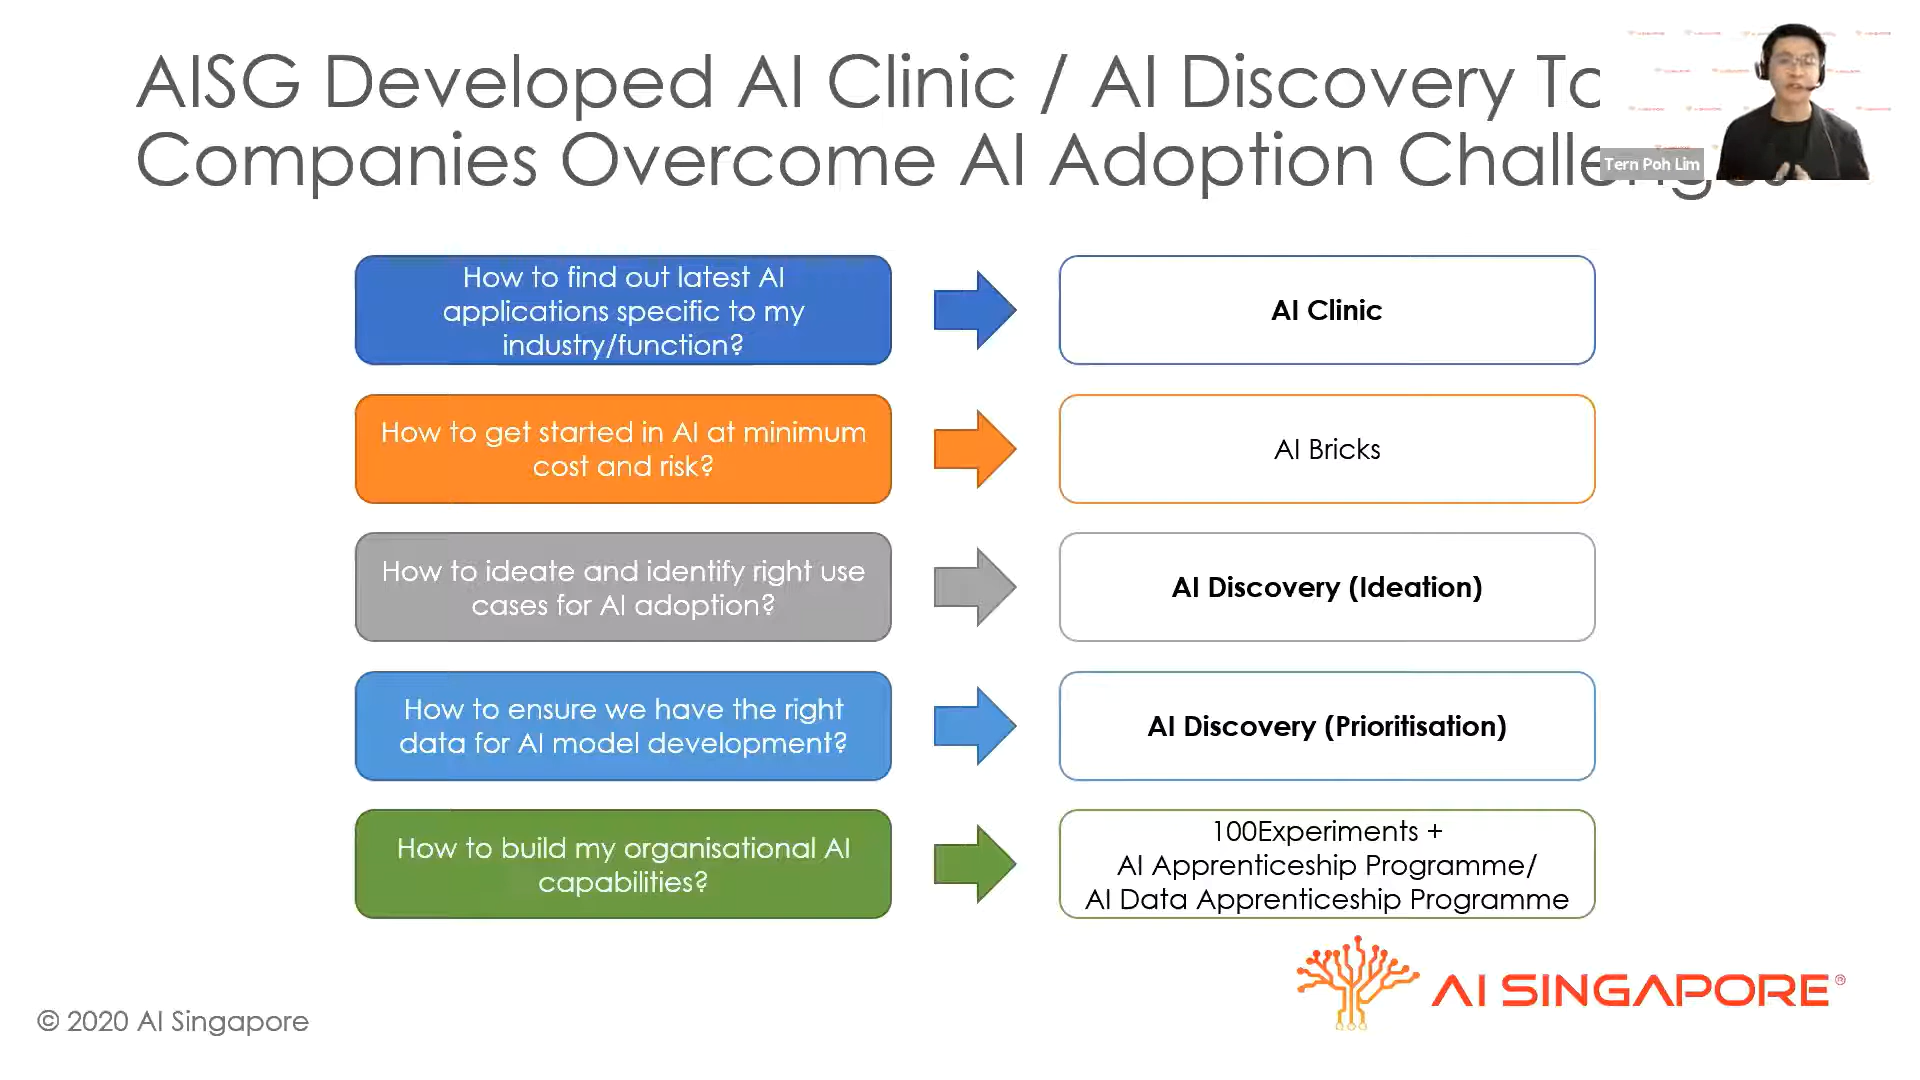 AISG Developed AI Clinic / AI Discovery To
Companies Overcome AI Adoption Challenges
Tern Poh Lim
How to find out latest AI
applications specific to my
industry/function?
AI Clinic
How to get started in AI at minimum
cost and risk?
AI Bricks
How to ideate and identify right use
cases for AI adoption?
AI Discovery (Ideation)
How to ensure we have the right
data for AI model development?
AI Discovery (Prioritisation)
How to build my organisational AI
capabilities?
100Experiments +
AI Apprenticeship Programme/
AI Data Apprenticeship Programme
AI SINGAPORE®
© 2020 AI Singapore